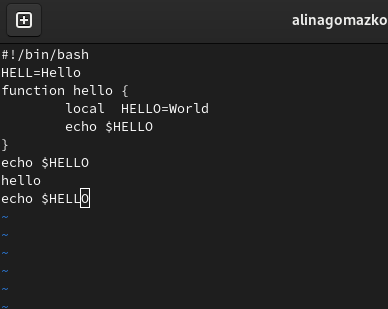 alinagomazko
#!/bin/bash
HELL=Hello
function hello {
        local  HELLO=World
        echo $HELLO
}
echo $HELLO
hello
echo $HELLO
~
~
~
~
~
~